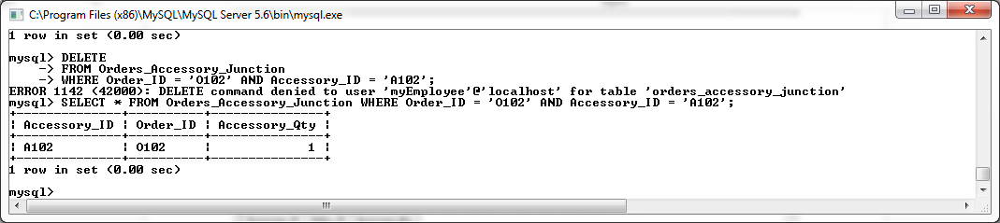 C:\Program Files (x86)\MySQL\MySQL Server 5.6\bin\mysql.exe
1 row in set (0.00 sec)
mysql> DELETE
    -> FROM Orders_Accessory_Junction
    -> WHERE Order_ID = 'O102' AND Accessory_ID = 'A102';
ERROR 1142 (42000): DELETE command denied to user 'myEmployee'@'localhost' for table 'orders_accessory_junction'
mysql> SELECT * FROM Orders_Accessory_Junction WHERE Order_ID = 'O102' AND Accessory_ID = 'A102';
+--------------+----------+---------------+
| Accessory_ID | Order_ID | Accessory_Qty |
+--------------+----------+---------------+
| A102         | O102     |             1 |
+--------------+----------+---------------+
1 row in set (0.00 sec)
mysql>